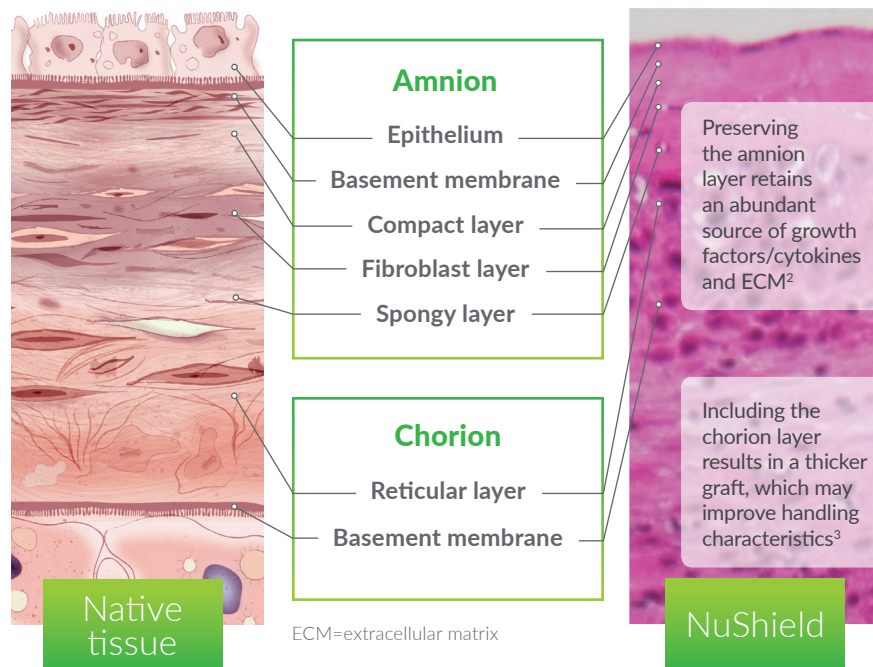 Amnion
Epithelium
Basement membrane
Compact layer
Fibroblast layer
Spongy layer
Chorion
Reticular layer
Basement membrane
Preserving
the amnion
layer retains
an abundant
source of growth
factors/cytokines
and ECM²
Including the
chorion layer
results in a thicker
graft, which may
improve handling
characteristics³
Native
tissue
ECM=extracellular matrix
NuShield